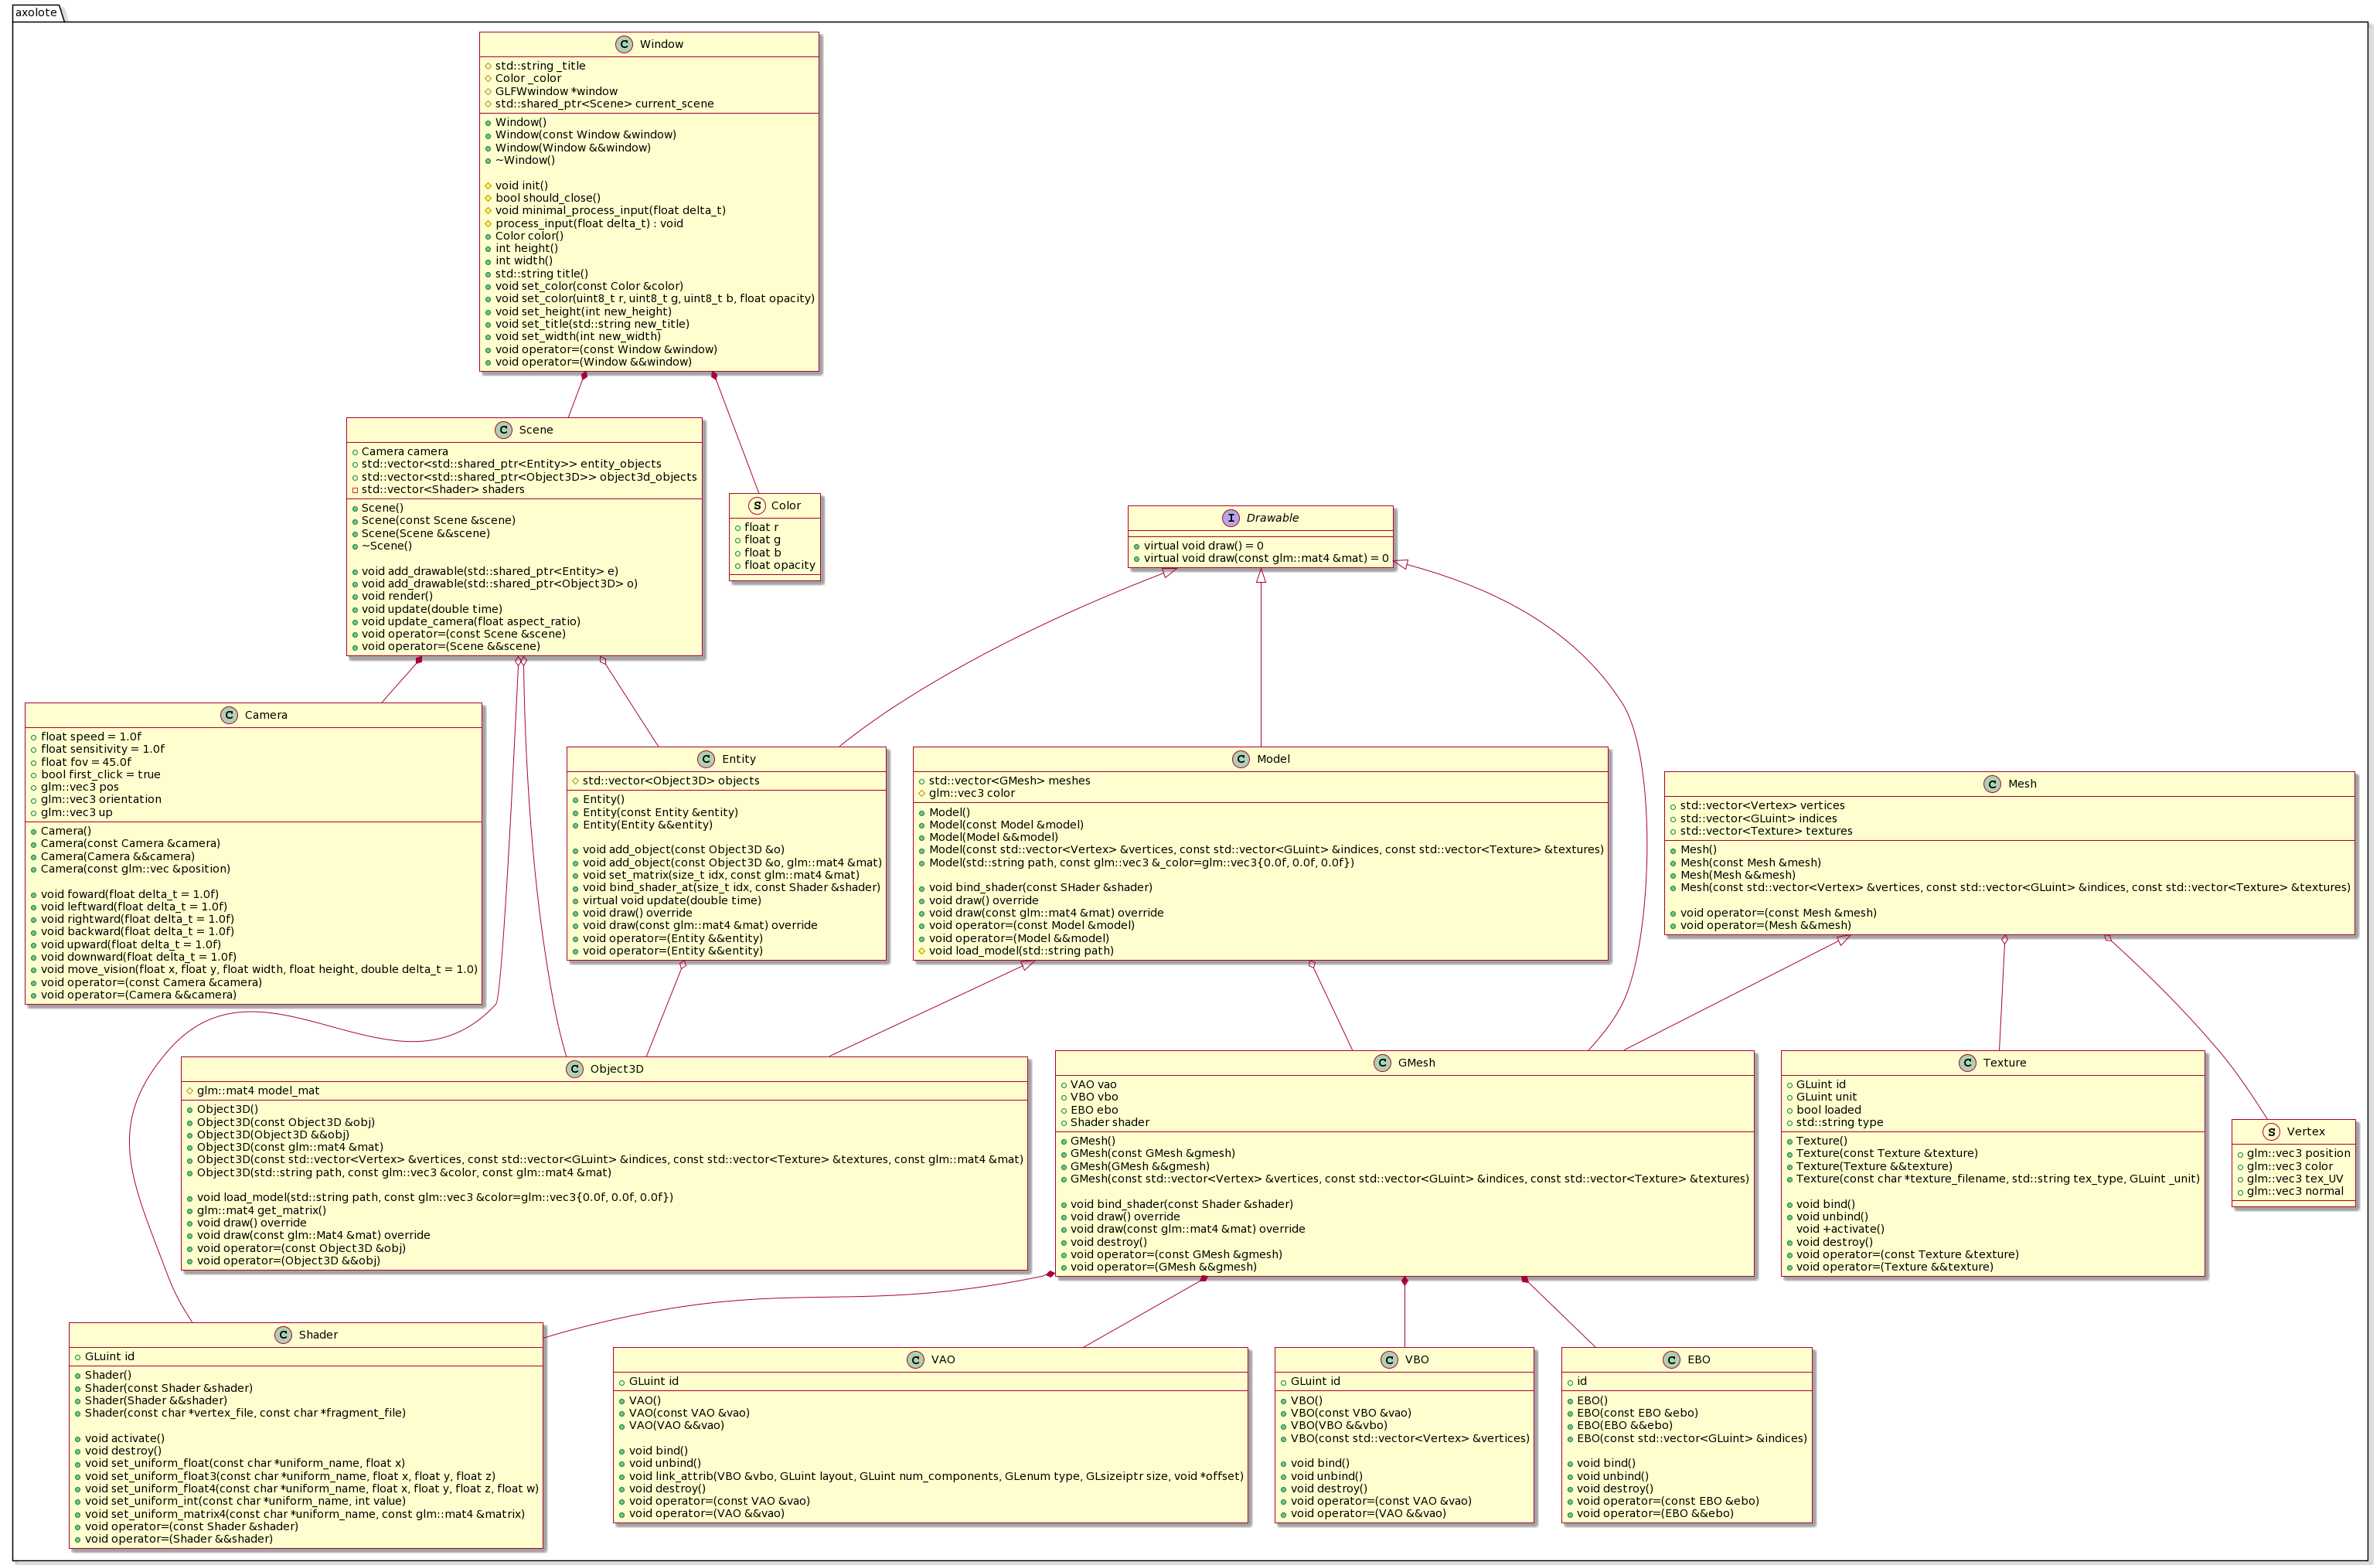 axolote
Window
std::string _title
Color _color
GLFWwindow *window
std::shared_ptr<Scene> current_scene
Window()
Window(const Window &window)
Window(Window &&window)
~Window()
void init()
bool should_close()
void minimal_process_input(float delta_t)
process_input(float delta_t) : void
Color color()
int height()
int width()
std::string title()
void set_color(const Color &color)
void set_color(uint8_t r, uint8_t g, uint8_t b, float opacity)
void set_height(int new_height)
void set_title(std::string new_title)
void set_width(int new_width)
void operator=(const Window &window)
void operator=(Window &&window)
Scene
Camera camera
std::vector<std::shared_ptr<Entity>> entity_objects
std::vector<std::shared_ptr<Object3D>> object3d_objects
std::vector<Shader> shaders
Scene()
Scene(const Scene &scene)
Scene(Scene &&scene)
~Scene()
void add_drawable(std::shared_ptr<Entity> e)
void add_drawable(std::shared_ptr<Object3D> o)
void render()
void update(double time)
void update_camera(float aspect_ratio)
void operator=(const Scene &scene)
void operator=(Scene &&scene)
Color
float r
float g
float b
float opacity
Drawable
virtual void draw() = 0
virtual void draw(const glm::mat4 &mat) = 0
Camera
float speed = 1.0f
float sensitivity = 1.0f
float fov = 45.0f
bool first_click = true
glm::vec3 pos
glm::vec3 orientation
glm::vec3 up
Camera()
Camera(const Camera &camera)
Camera(Camera &&camera)
Camera(const glm::vec &position)
void foward(float delta_t = 1.0f)
void leftward(float delta_t = 1.0f)
void rightward(float delta_t = 1.0f)
void backward(float delta_t = 1.0f)
void upward(float delta_t = 1.0f)
void downward(float delta_t = 1.0f)
void move_vision(float x, float y, float width, float height, double delta_t = 1.0)
void operator=(const Camera &camera)
void operator=(Camera &&camera)
Entity
std::vector<Object3D> objects
Entity()
Entity(const Entity &entity)
Entity(Entity &&entity)
void add_object(const Object3D &o)
void add_object(const Object3D &o, glm::mat4 &mat)
void set_matrix(size_t idx, const glm::mat4 &mat)
void bind_shader_at(size_t idx, const Shader &shader)
virtual void update(double time)
void draw() override
void draw(const glm::mat4 &mat) override
void operator=(Entity &&entity)
void operator=(Entity &&entity)
Model
std::vector<GMesh> meshes
glm::vec3 color
Model()
Model(const Model &model)
Model(Model &&model)
Model(const std::vector<Vertex> &vertices, const std::vector<GLuint> &indices, const std::vector<Texture> &textures)
Model(std::string path, const glm::vec3 &_color=glm::vec3{0.0f, 0.0f, 0.0f})
void bind_shader(const SHader &shader)
void draw() override
void draw(const glm::mat4 &mat) override
void operator=(const Model &model)
void operator=(Model &&model)
void load_model(std::string path)
Mesh
std::vector<Vertex> vertices
std::vector<GLuint> indices
std::vector<Texture> textures
Mesh()
Mesh(const Mesh &mesh)
Mesh(Mesh &&mesh)
Mesh(const std::vector<Vertex> &vertices, const std::vector<GLuint> &indices, const std::vector<Texture> &textures)
void operator=(const Mesh &mesh)
void operator=(Mesh &&mesh)
Object3D
glm::mat4 model_mat
Object3D()
Object3D(const Object3D &obj)
Object3D(Object3D &&obj)
Object3D(const glm::mat4 &mat)
Object3D(const std::vector<Vertex> &vertices, const std::vector<GLuint> &indices, const std::vector<Texture> &textures, const glm::mat4 &mat)
Object3D(std::string path, const glm::vec3 &color, const glm::mat4 &mat)
void load_model(std::string path, const glm::vec3 &color=glm::vec3{0.0f, 0.0f, 0.0f})
glm::mat4 get_matrix()
void draw() override
void draw(const glm::Mat4 &mat) override
void operator=(const Object3D &obj)
void operator=(Object3D &&obj)
GMesh
VAO vao
VBO vbo
EBO ebo
Shader shader
GMesh()
GMesh(const GMesh &gmesh)
GMesh(GMesh &&gmesh)
GMesh(const std::vector<Vertex> &vertices, const std::vector<GLuint> &indices, const std::vector<Texture> &textures)
void bind_shader(const Shader &shader)
void draw() override
void draw(const glm::mat4 &mat) override
void destroy()
void operator=(const GMesh &gmesh)
void operator=(GMesh &&gmesh)
Texture
GLuint id
GLuint unit
bool loaded
std::string type
Texture()
Texture(const Texture &texture)
Texture(Texture &&texture)
Texture(const char *texture_filename, std::string tex_type, GLuint _unit)
void bind()
void unbind()
void +activate()
void destroy()
void operator=(const Texture &texture)
void operator=(Texture &&texture)
Vertex
glm::vec3 position
glm::vec3 color
glm::vec3 tex_UV
glm::vec3 normal
Shader
GLuint id
Shader()
Shader(const Shader &shader)
Shader(Shader &&shader)
Shader(const char *vertex_file, const char *fragment_file)
void activate()
void destroy()
void set_uniform_float(const char *uniform_name, float x)
void set_uniform_float3(const char *uniform_name, float x, float y, float z)
void set_uniform_float4(const char *uniform_name, float x, float y, float z, float w)
void set_uniform_int(const char *uniform_name, int value)
void set_uniform_matrix4(const char *uniform_name, const glm::mat4 &matrix)
void operator=(const Shader &shader)
void operator=(Shader &&shader)
VAO
GLuint id
VAO()
VAO(const VAO &vao)
VAO(VAO &&vao)
void bind()
void unbind()
void link_attrib(VBO &vbo, GLuint layout, GLuint num_components, GLenum type, GLsizeiptr size, void *offset)
void destroy()
void operator=(const VAO &vao)
void operator=(VAO &&vao)
VBO
GLuint id
VBO()
VBO(const VBO &vao)
VBO(VBO &&vbo)
VBO(const std::vector<Vertex> &vertices)
void bind()
void unbind()
void destroy()
void operator=(const VAO &vao)
void operator=(VAO &&vao)
EBO
id
EBO()
EBO(const EBO &ebo)
EBO(EBO &&ebo)
EBO(const std::vector<GLuint> &indices)
void bind()
void unbind()
void destroy()
void operator=(const EBO &ebo)
void operator=(EBO &&ebo)